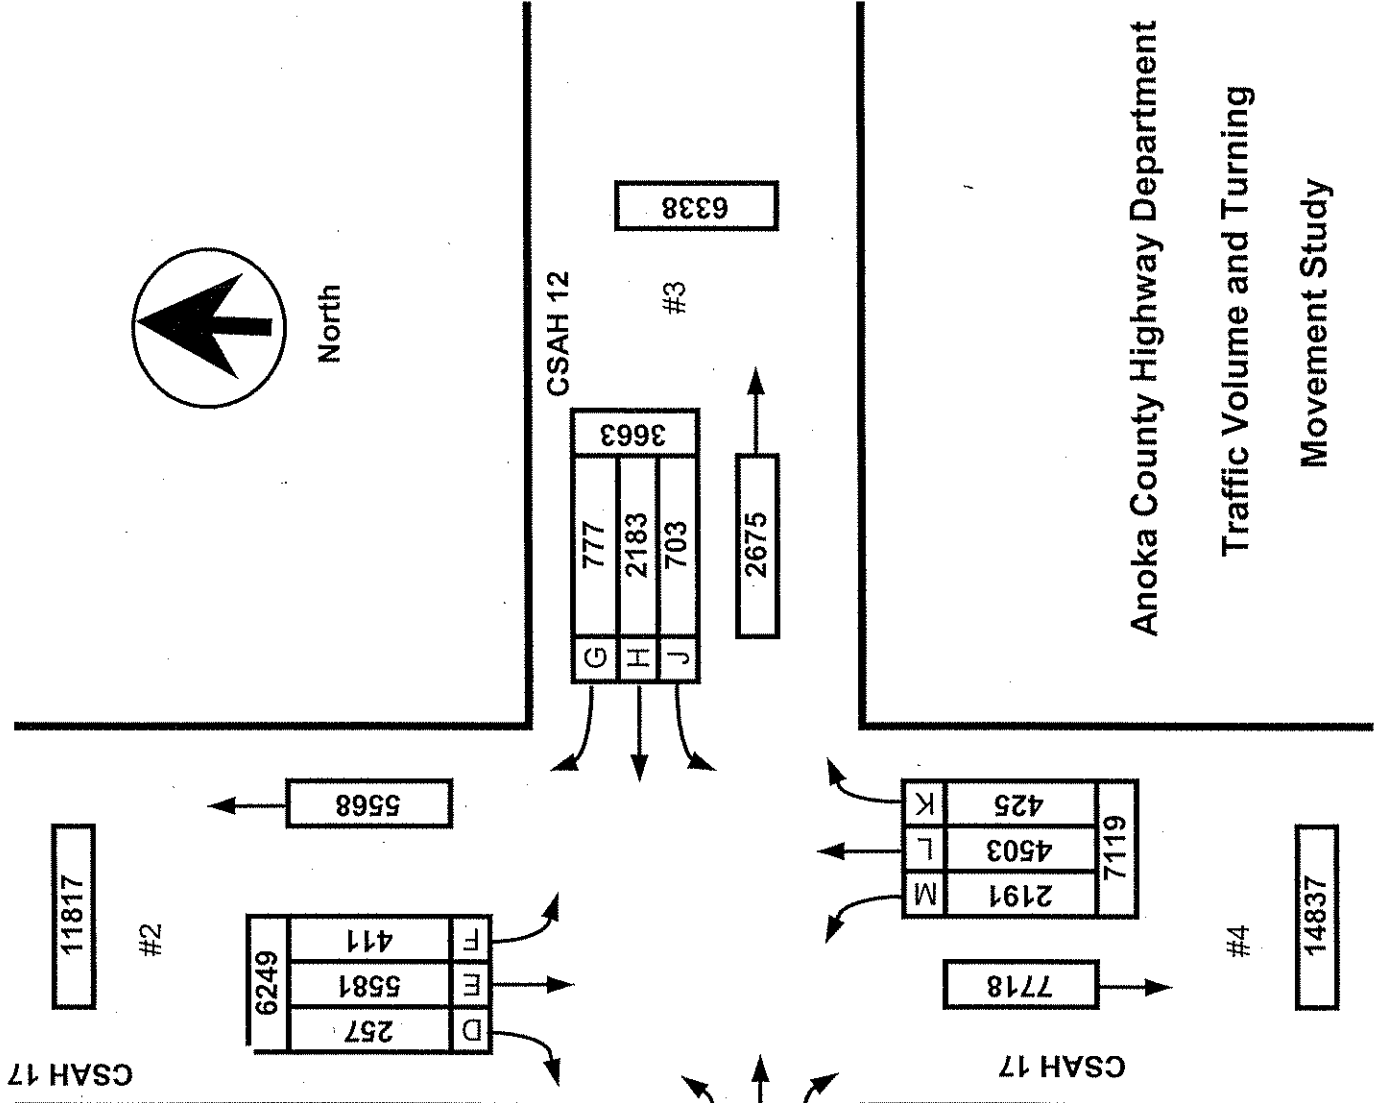 Anoka County Highway Department
Traffic Volume and Turning
Movement Study
North
CSAH 12
#3
6338
3663
G 777
H 2183
J 703
2675
CSAH 17
#2
11817
5568
6249
D 257
E 5581
F 411
CSAH 17
#4
14837
7718
7119
K 425
L 4503
M 2191